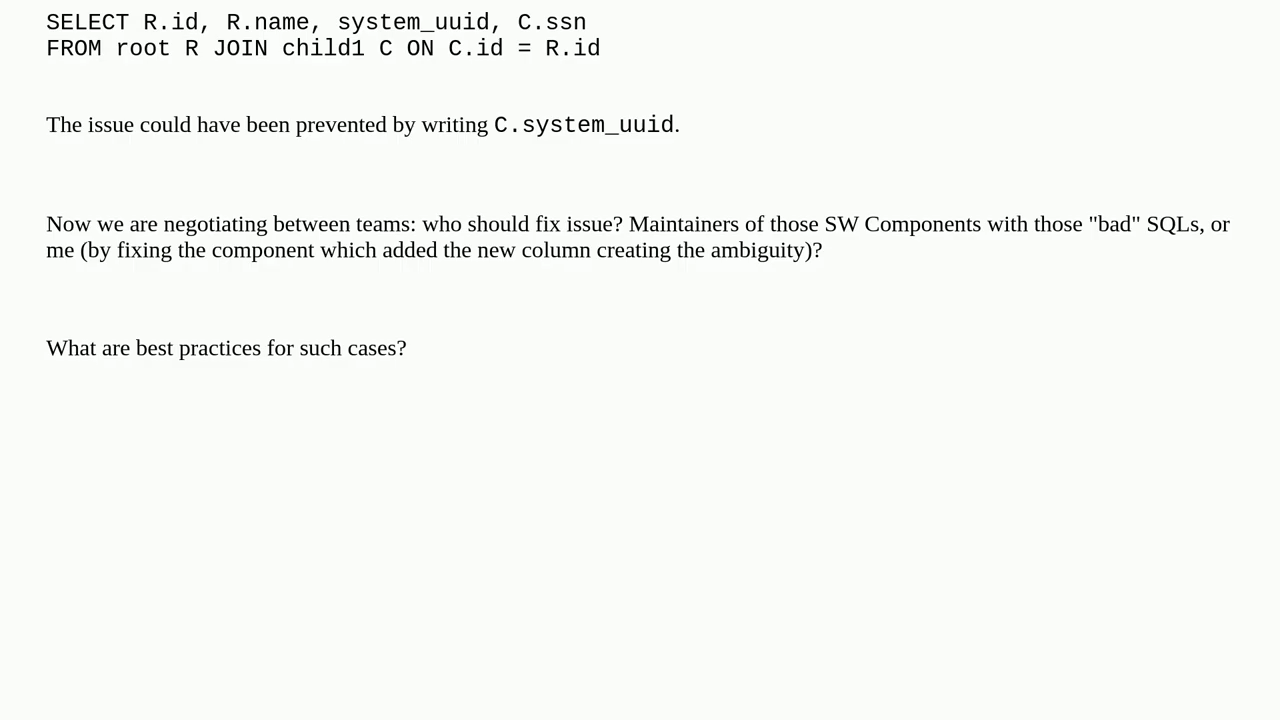 SELECT R.id, R.name, system_uuid, C.ssn
FROM root R JOIN child1 C ON C.id = R.id
The issue could have been prevented by writing C.system_uuid.
Now we are negotiating between teams: who should fix issue? Maintainers of those SW Components with those "bad" SQLs, or
me (by fixing the component which added the new column creating the ambiguity)?
What are best practices for such cases?